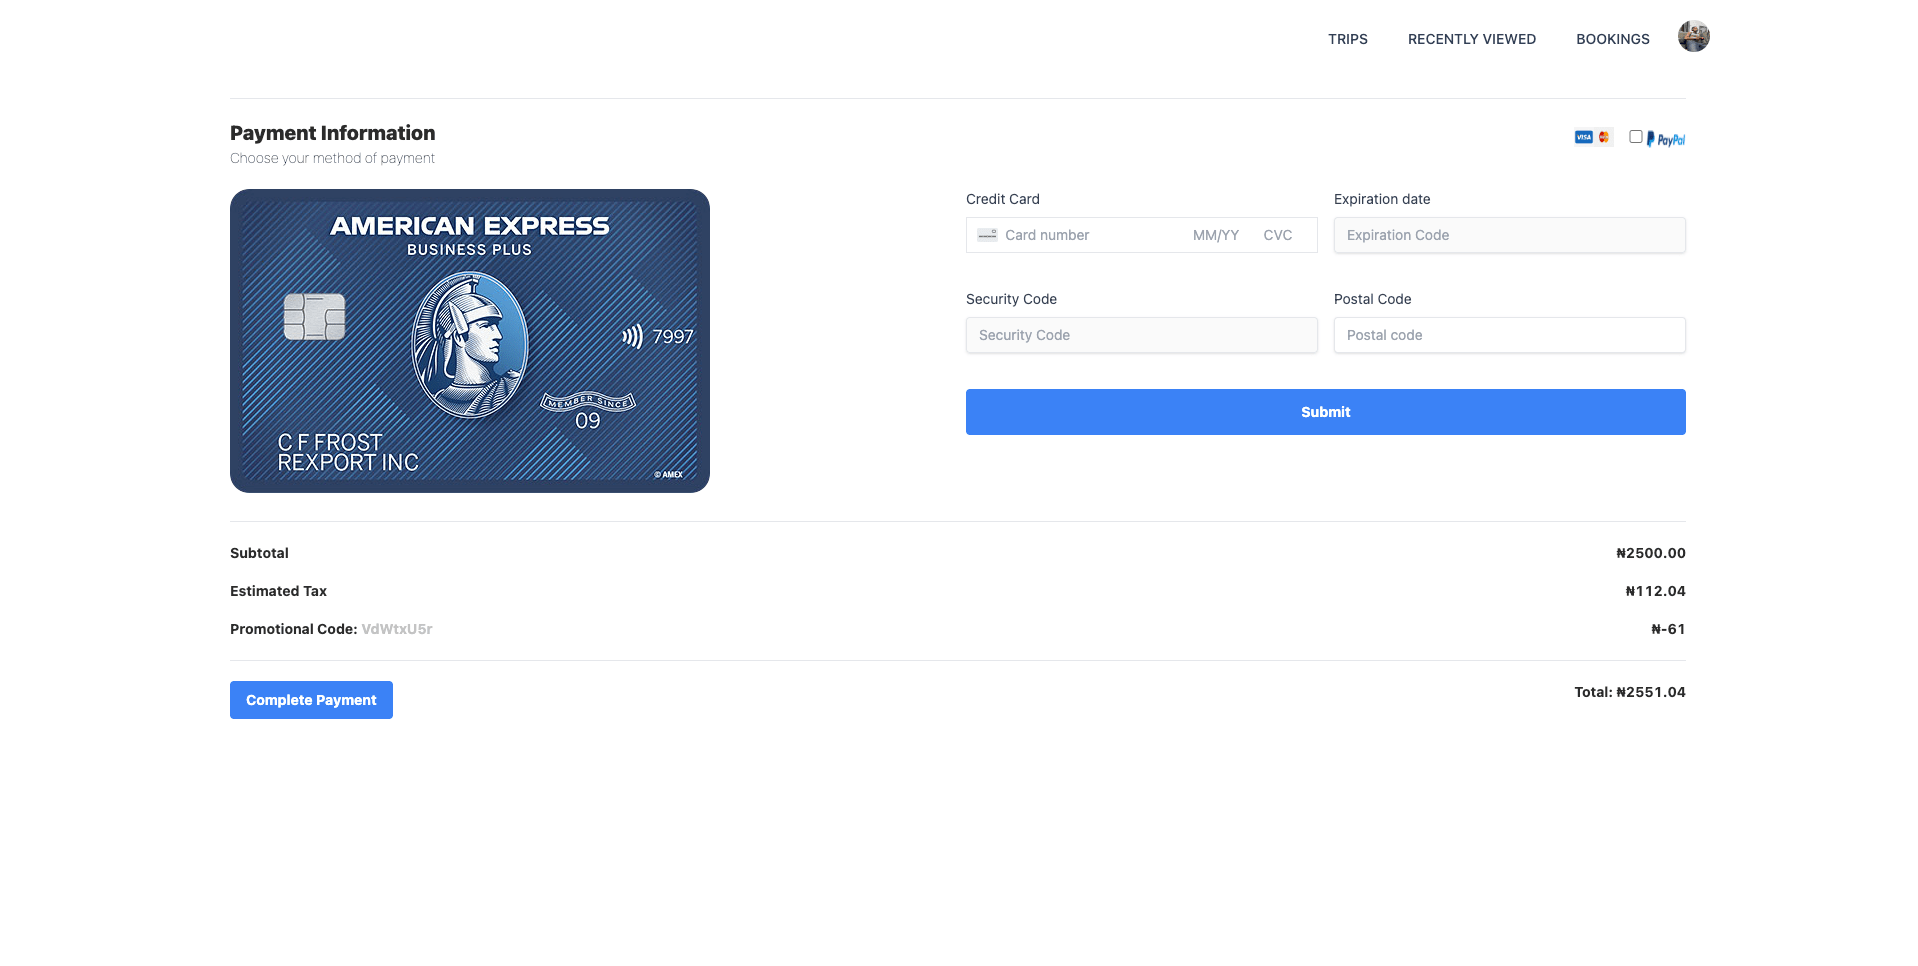 TRIPS RECENTLY VIEWED BOOKINGS
Payment Information
Choose your method of payment
VISA PayPal
AMERICAN EXPRESS
BUSINESS PLUS
7997
MEMBER SINCE
09
C F FROST
REXPORT INC
© AMEX
Credit Card
Card number MM/YY CVC
Expiration date
Expiration Code
Security Code
Security Code
Postal Code
Postal code
Submit
Subtotal ₦2500.00
Estimated Tax ₦112.04
Promotional Code: VdWtxU5r ₦-61
Complete Payment Total: ₦2551.04